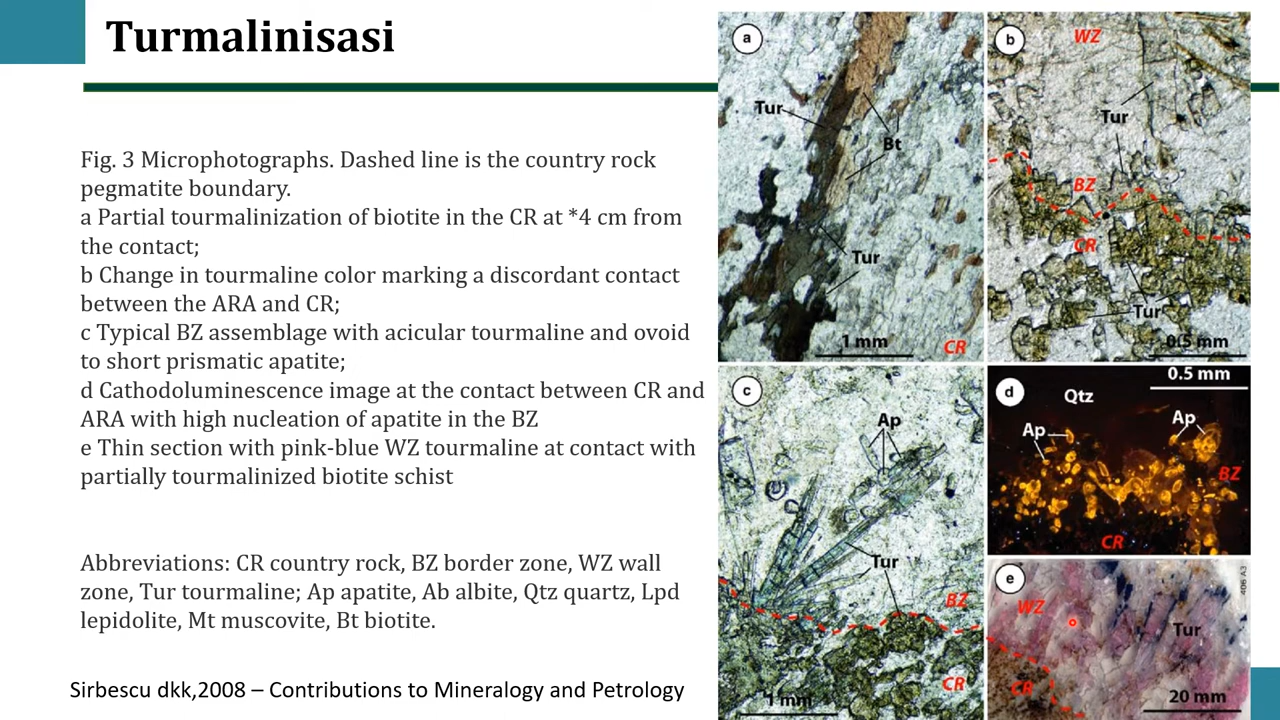 Turmalinisasi
Fig. 3 Microphotographs. Dashed line is the country rock
pegmatite boundary.
a Partial tourmalinization of biotite in the CR at *4 cm from
the contact;
b Change in tourmaline color marking a discordant contact
between the ARA and CR;
c Typical BZ assemblage with acicular tourmaline and ovoid
to short prismatic apatite;
d Cathodoluminescence image at the contact between CR and
ARA with high nucleation of apatite in the BZ
e Thin section with pink-blue WZ tourmaline at contact with
partially tourmalinized biotite schist
Abbreviations: CR country rock, BZ border zone, WZ wall
zone, Tur tourmaline; Ap apatite, Ab albite, Qtz quartz, Lpd
lepidolite, Mt muscovite, Bt biotite.
Sirbescu dkk,2008 – Contributions to Mineralogy and Petrology
a
Tur
Bt
Tur
1 mm
CR
b
WZ
Tur
BZ
CR
Tur
0.5 mm
c
Ap
Tur
BZ
CR
1 mm
d
0.5 mm
Qtz
Ap
Ap
BZ
CR
e
406 A3
WZ
Tur
CR
20 mm